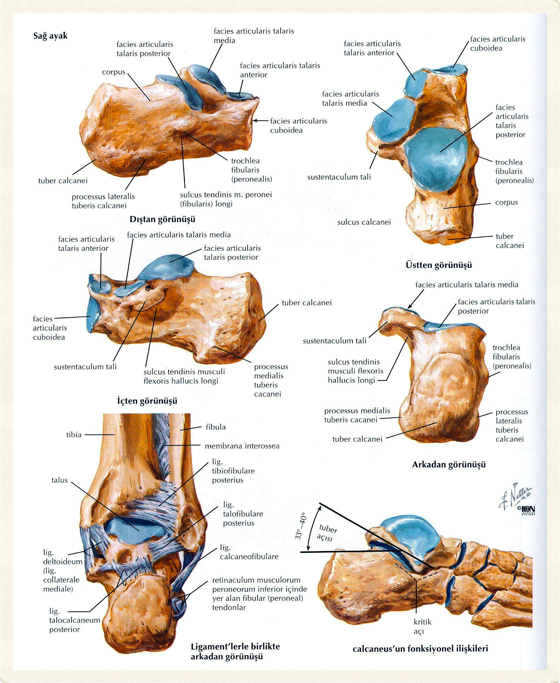 Sağ ayak
facies articularis
talaris posterior
facies articularis talaris
media
facies articularis talaris
anterior
corpus
facies articularis
cuboidea
trochlea
fibularis
(peronealis)
tuber calcanei
processus lateralis
tuberis calcanei
sulcus tendinis m. peronei
(fibularis) longi
Dıştan görünüşü
facies articularis
talaris anterior
facies articularis
cuboidea
facies articularis
talaris media
facies
articularis
talaris
posterior
sustentaculum tali
trochlea
fibularis
(peronealis)
corpus
sulcus calcanei
tuber
calcanei
Üstten görünüşü
facies articularis
talaris anterior
facies articularis talaris media
facies articularis
talaris posterior
tuber calcanei
facies
articularis
cuboidea
sustentaculum tali
sulcus tendinis musculi
flexoris hallucis longi
processus
medialis
tuberis
cacanei
İçten görünüşü
facies articularis talaris media
facies articularis talaris
posterior
sustentaculum tali
sulcus tendinis
musculi flexoris
hallucis longi
trochlea
fibularis
(peronealis)
processus medialis
tuberis cacanei
tuber calcanei
processus
lateralis
tuberis
calcanei
Arkadan görünüşü
tibia
fibula
membrana interossea
lig.
tibiofibulare
posterius
talus
lig.
talofibulare
posterius
lig.
calcaneofibulare
lig.
deltoideum
(lig,
collaterale
mediale)
retinaculum musculorum
peroneorum inferior içinde
yer alan fibular (peroneal)
tendonlar
lig.
talocalcaneum
posterior
Ligament'lerle birlikte
arkadan görünüşü
33°–40°
tuber
açısı
kritik
açı
calcaneus'un fonksiyonel ilişkileri